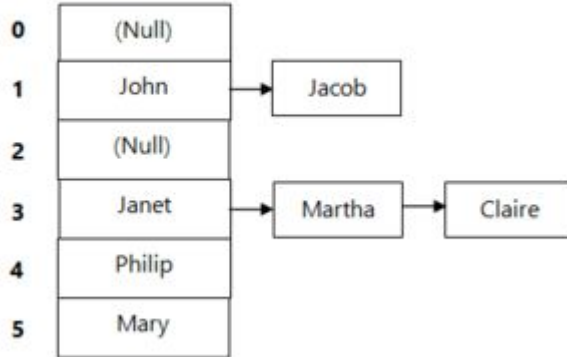 0 (Null)
1 John Jacob
2 (Null)
3 Janet Martha Claire
4 Philip
5 Mary